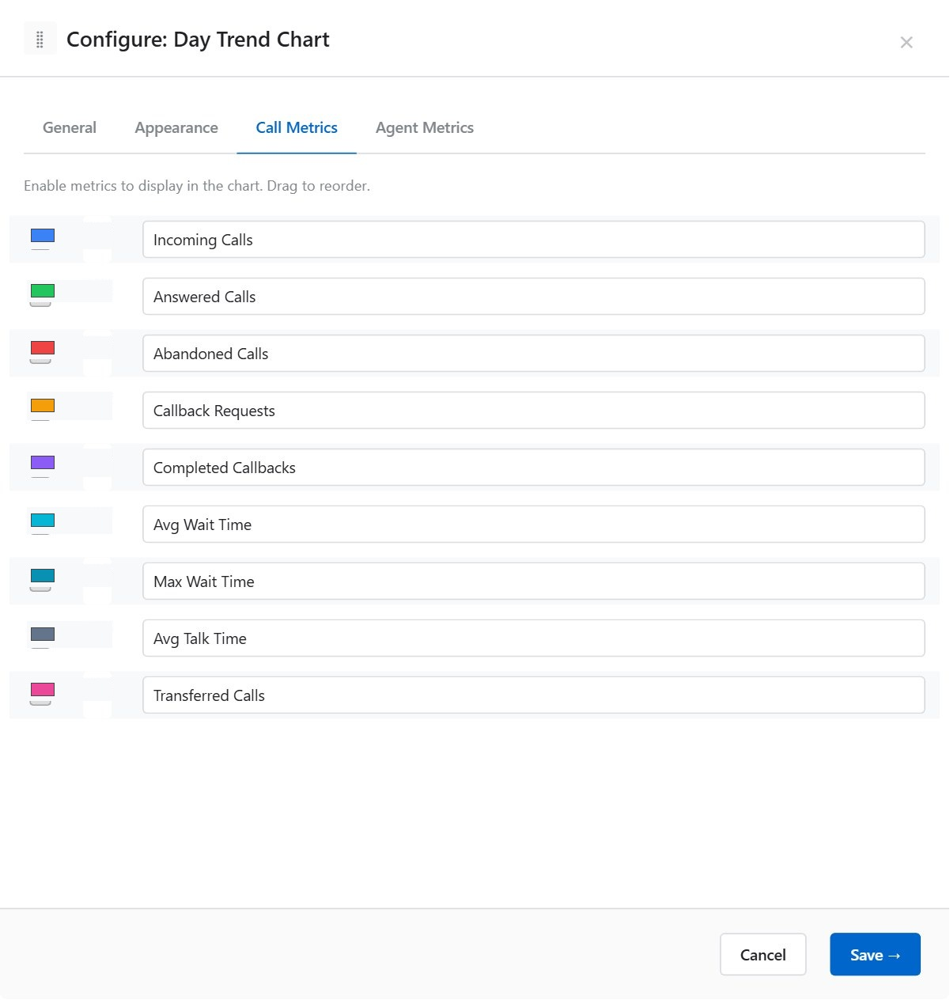 Configure: Day Trend Chart
General Appearance Call Metrics Agent Metrics
Enable metrics to display in the chart. Drag to reorder.
Incoming Calls
Answered Calls
Abandoned Calls
Callback Requests
Completed Callbacks
Avg Wait Time
Max Wait Time
Avg Talk Time
Transferred Calls
Cancel Save →